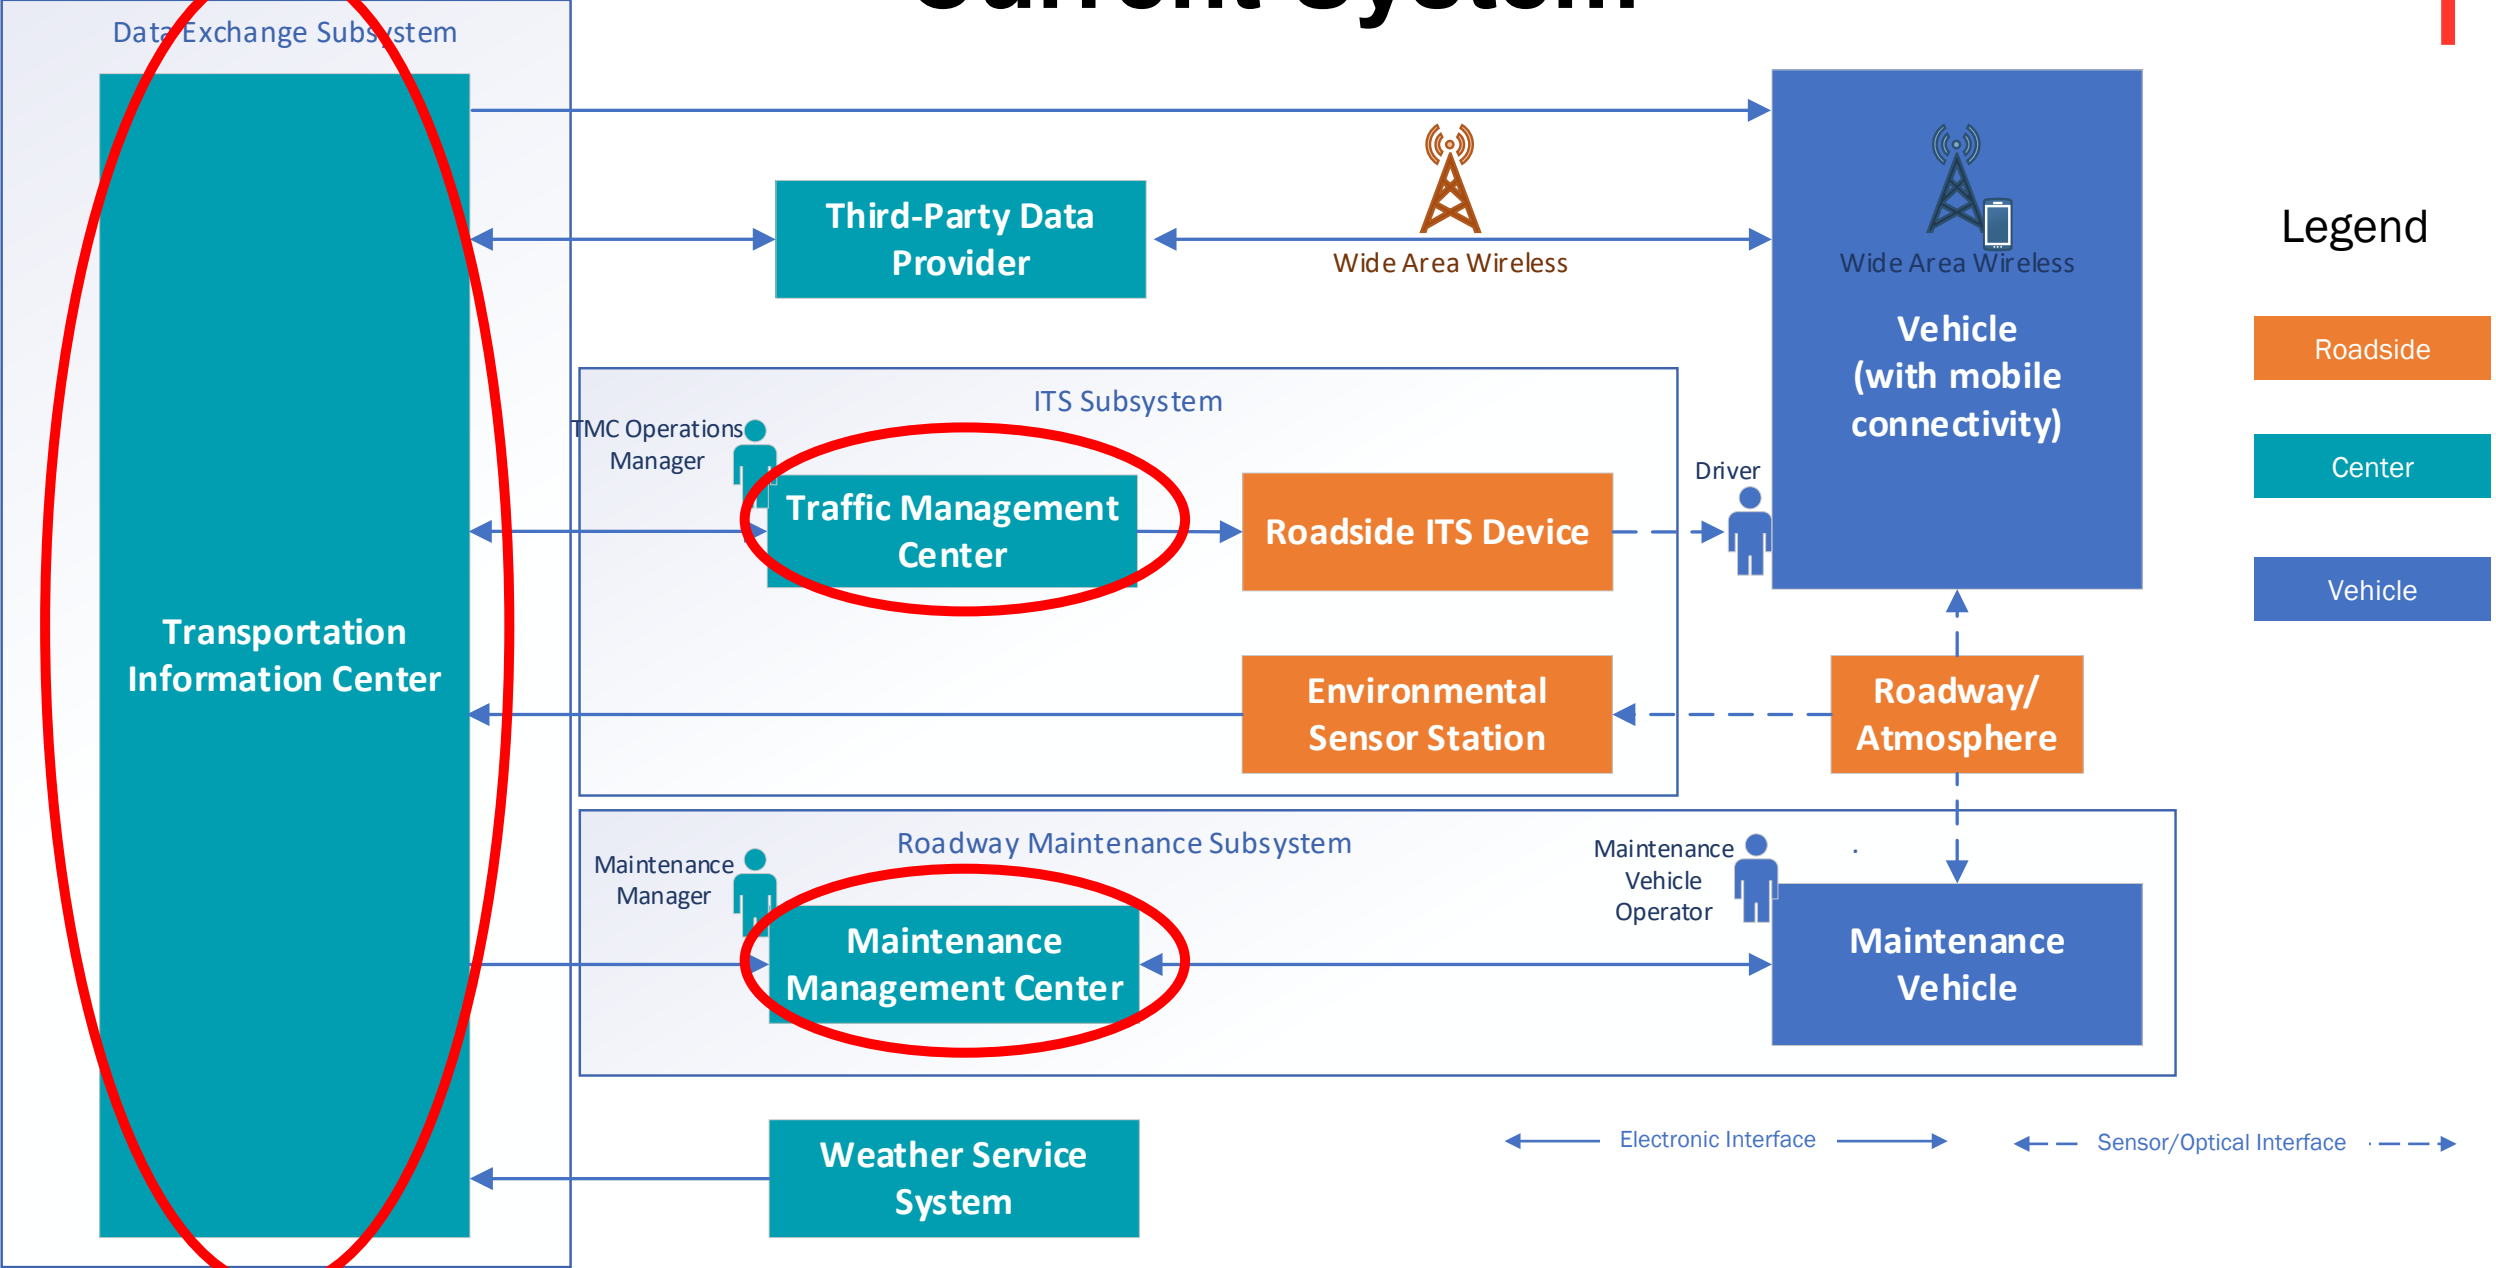 Current System
Data Exchange Subsystem
Third-Party Data
Provider
Wide Area Wireless
Wide Area Wireless
Vehicle
(with mobile
connectivity)
Legend
Roadside
Center
Vehicle
ITS Subsystem
TMC Operations
Manager
Traffic Management
Center
Roadside ITS Device
Driver
Transportation
Information Center
Environmental
Sensor Station
Roadway/
Atmosphere
Roadway Maintenance Subsystem
Maintenance
Manager
Maintenance
Management Center
Maintenance
Vehicle
Operator
Maintenance
Vehicle
Weather Service
System
Electronic Interface
Sensor/Optical Interface